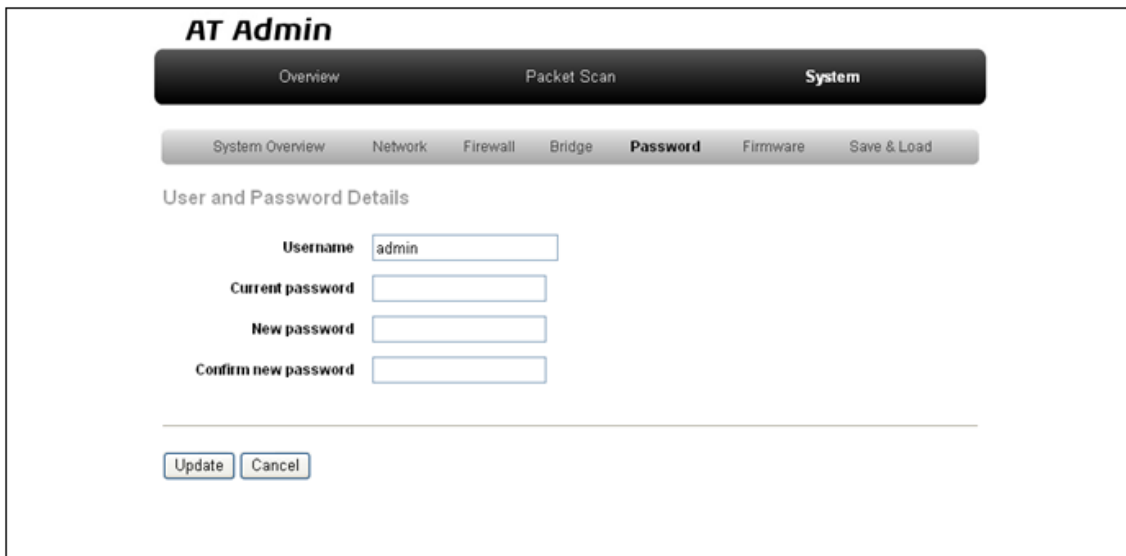 AT Admin
Overview Packet Scan System
System Overview Network Firewall Bridge Password Firmware Save & Load
User and Password Details
Username admin
Current password
New password
Confirm new password
Update Cancel